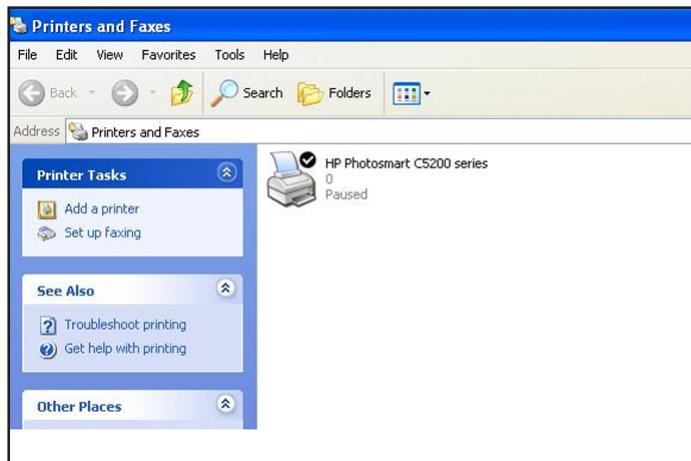 Printers and Faxes
File Edit View Favorites Tools Help
Back Search Folders
Address Printers and Faxes
Printer Tasks
Add a printer
Set up faxing
See Also
Troubleshoot printing
Get help with printing
Other Places
HP Photosmart C5200 series
0
Paused